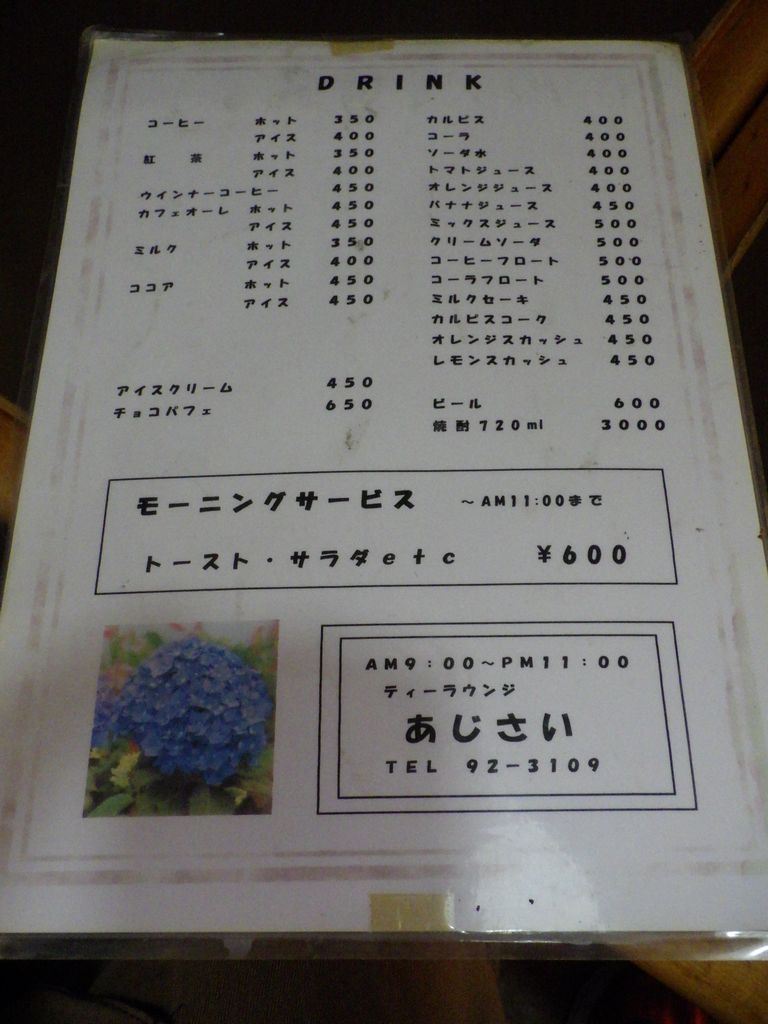 DRINK
コーヒー ホット 350
アイス 400
紅茶 ホット 350
アイス 400
ウインナーコーヒー 450
カフェオーレ ホット 450
アイス 450
ミルク ホット 350
アイス 400
ココア ホット 450
アイス 450
アイスクリーム 450
チョコパフェ 650
カルピス 400
コーラ 400
ソーダ水 400
トマトジュース 400
オレンジジュース 400
バナナジュース 450
ミックスジュース 500
クリームソーダ 500
コーヒーフロート 500
コーラフロート 500
ミルクセーキ 450
カルピスコーク 450
オレンジスカッシュ 450
レモンスカッシュ 450
ビール 600
焼酎720ml 3000
モーニングサービス ～AM11:00まで
トースト・サラダetc ¥600
AM9:00～PM11:00
ティーラウンジ
あじさい
TEL 92-3109